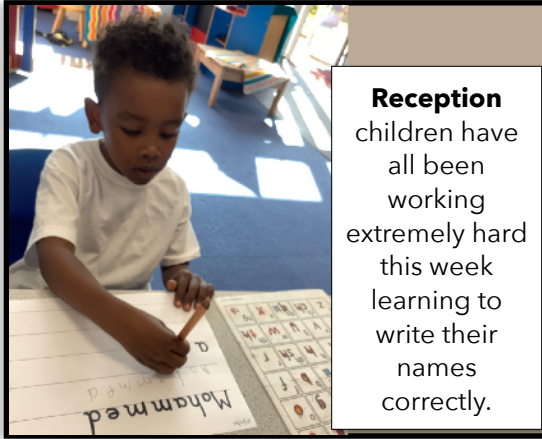 Reception
children have
all been
working
extremely hard
this week
learning to
write their
names
correctly.
Mohammed